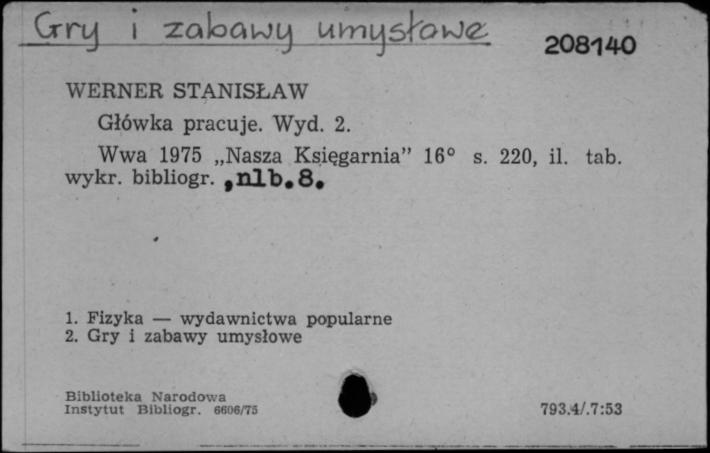 Gry i zabawy umysłowe
208140
WERNER STANISŁAW
Główka pracuje. Wyd. 2.
Wwa 1975 „Nasza Księgarnia” 16° s. 220, il. tab.
wykr. bibliogr. ,nlb.8.
1. Fizyka — wydawnictwa popularne
2. Gry i zabawy umysłowe
Biblioteka Narodowa
Instytut Bibliogr. 6606/75
793.4/.7:53